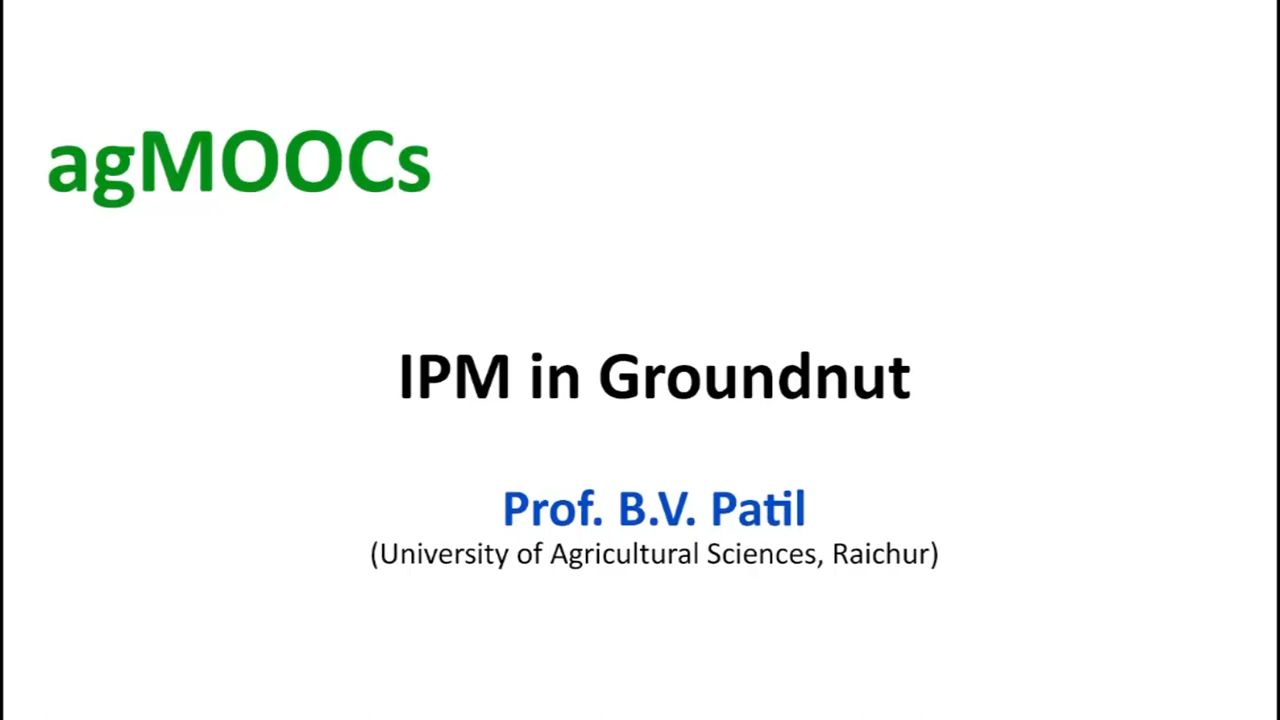 agMOOCs
IPM in Groundnut
Prof. B.V. Patil
(University of Agricultural Sciences, Raichur)